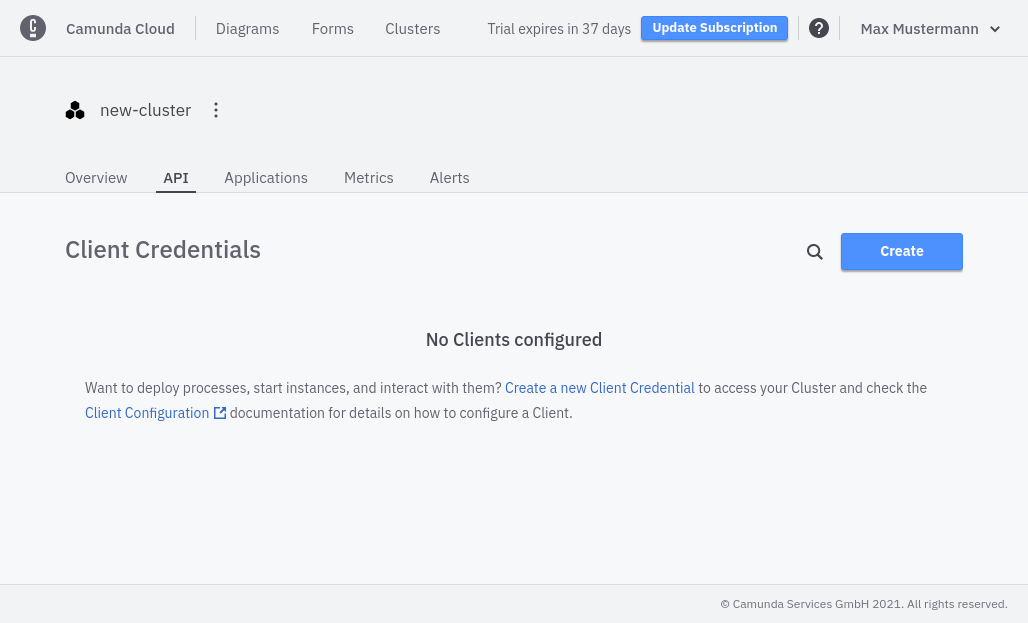 Camunda Cloud Diagrams Forms Clusters Trial expires in 37 days Update Subscription ? Max Mustermann
new-cluster
Overview API Applications Metrics Alerts
Client Credentials Create
No Clients configured
Want to deploy processes, start instances, and interact with them? Create a new Client Credential to access your Cluster and check the
Client Configuration documentation for details on how to configure a Client.
© Camunda Services GmbH 2021. All rights reserved.